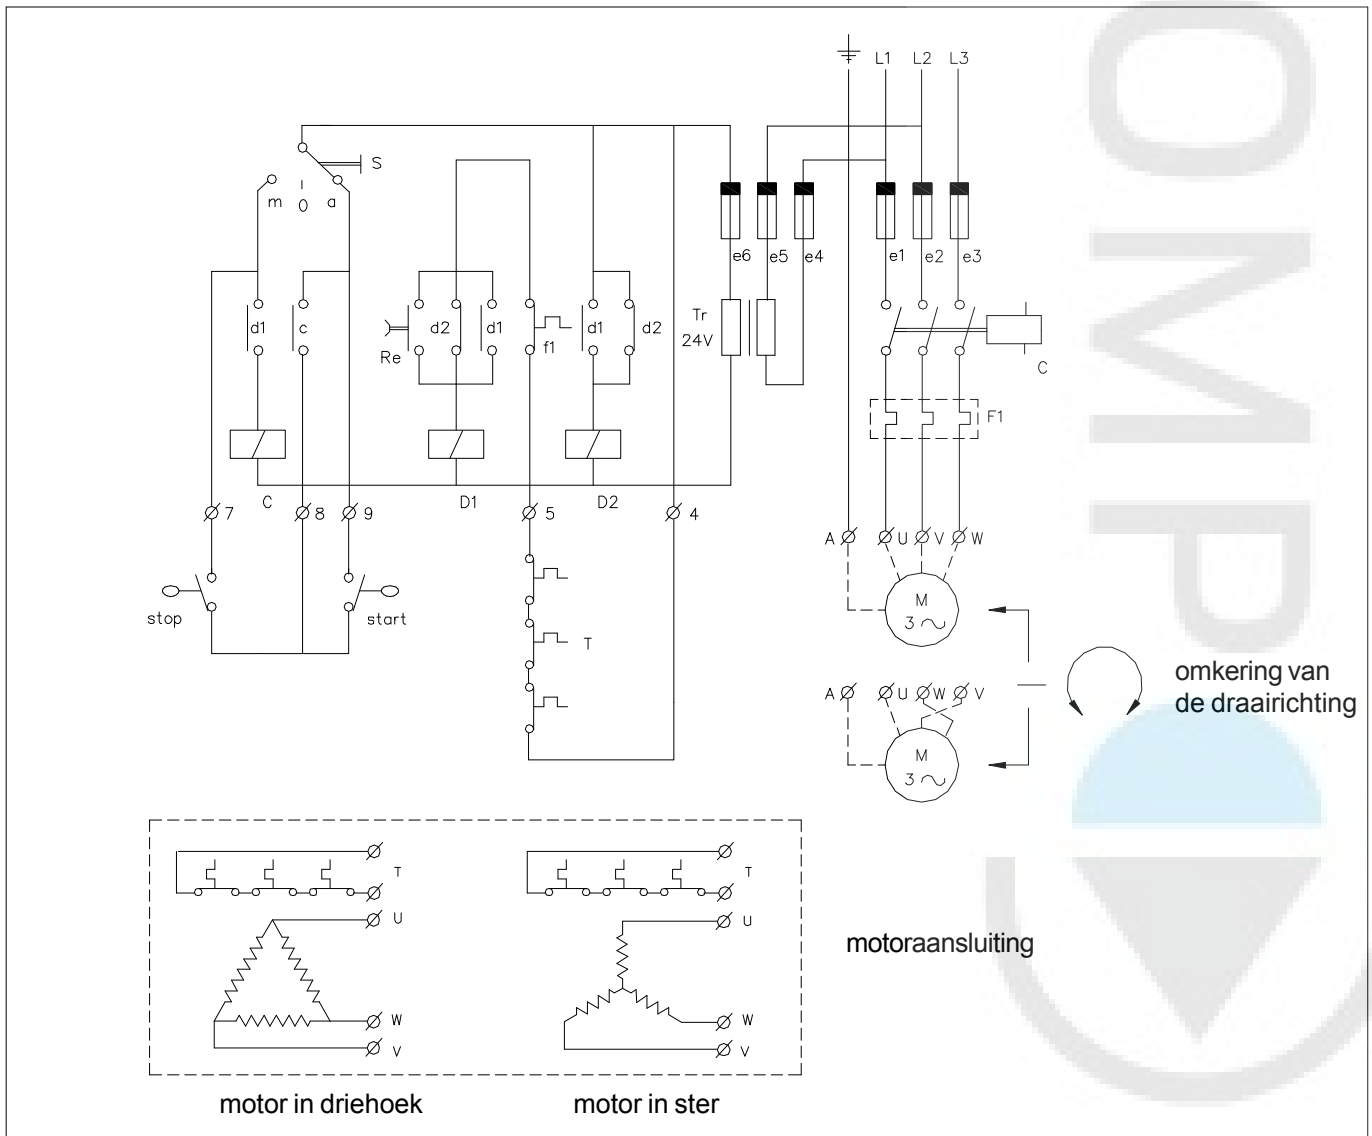 L1 L2 L3
S
m 0 a
e6 e5 e4 e1 e2 e3
d1 c d2 d1 d1 d2
Re
f1
Tr
24V
C
F1
C D1 D2
7 8 9 5 4
A U V W
M
3
stop start
T
A U W V
M
3
omkering van
de draairichting
T T
U U
W W
V V
motoraansluiting
motor in driehoek motor in ster
OMP